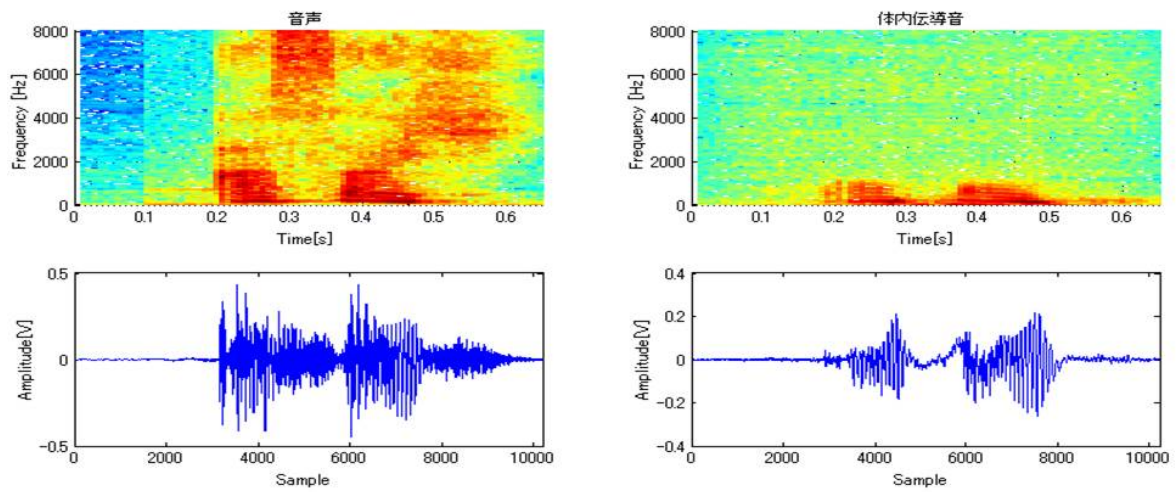 音声
8000
6000
4000
2000
0
Frequency [Hz]
0 0.1 0.2 0.3 0.4 0.5 0.6
Time[s]
体内伝導音
8000
6000
4000
2000
0
Frequency [Hz]
0 0.1 0.2 0.3 0.4 0.5 0.6
Time[s]
0.5
0
-0.5
Amplitude[V]
0 2000 4000 6000 8000 10000
Sample
0.4
0.2
0
-0.2
-0.4
Amplitude[V]
0 2000 4000 6000 8000 10000
Sample